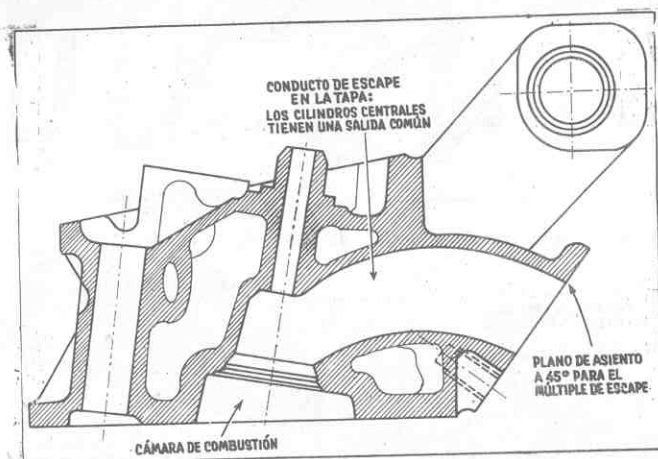 CONDUCTO DE ESCAPE
EN LA TAPA:
LOS CILINDROS CENTRALES
TIENEN UNA SALIDA COMÚN
PLANO DE ASIENTO
A 45° PARA EL
MÚLTIPLE DE ESCAPE
CÁMARA DE COMBUSTIÓN